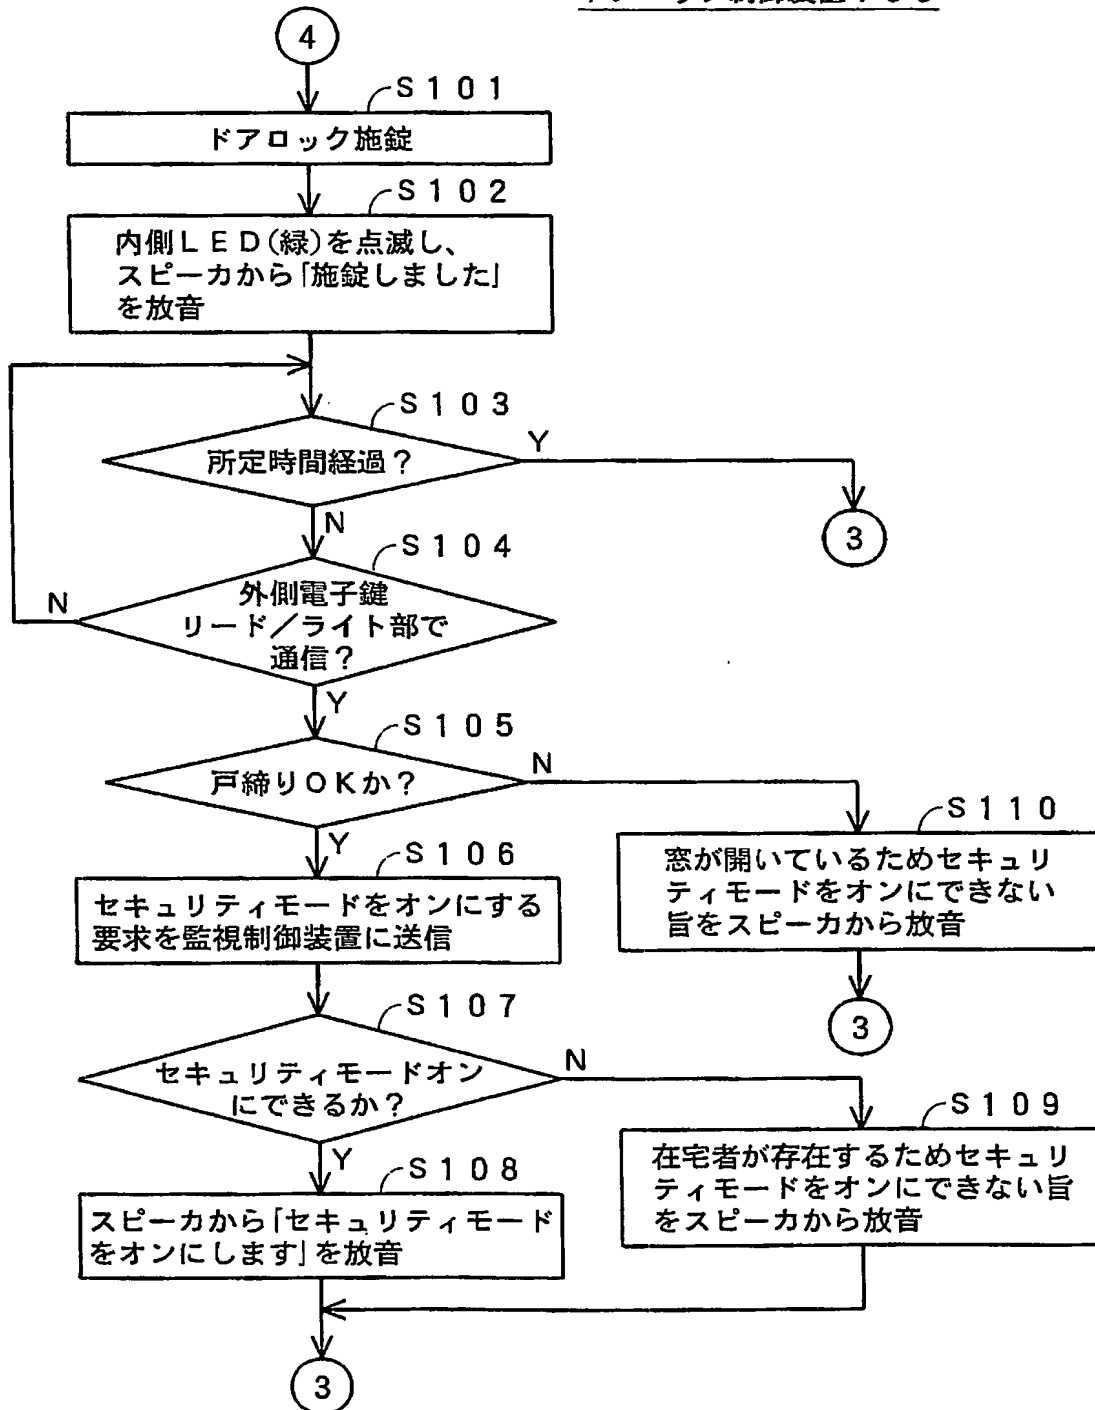 4
S101
ドアロック施錠
S102
内側LED(緑)を点滅し、
スピーカから「施錠しました」
を放音
S103
所定時間経過?
Y
N
3
S104
外側電子鍵
リード/ライト部で
通信?
N
Y
S105
戸締りOKか?
N
Y
S110
窓が開いているためセキュリ
ティモードをオンにできない
旨をスピーカから放音
3
S106
セキュリティモードをオンにする
要求を監視制御装置に送信
S107
セキュリティモードオン
にできるか?
N
Y
S109
在宅者が存在するためセキュリ
ティモードをオンにできない旨
をスピーカから放音
S108
スピーカから「セキュリティモード
をオンにします」を放音
3